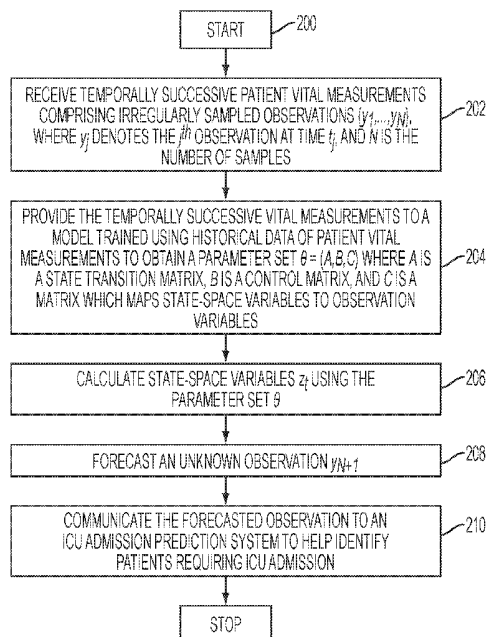 START
200
RECEIVE TEMPORALLY SUCCESSIVE PATIENT VITAL MEASUREMENTS
COMPRISING IRREGULARLY SAMPLED OBSERVATIONS {y1,...,yN},
WHERE yj DENOTES THE jth OBSERVATION AT TIME tj, AND N IS THE
NUMBER OF SAMPLES
202
PROVIDE THE TEMPORALLY SUCCESSIVE VITAL MEASUREMENTS TO A
MODEL TRAINED USING HISTORICAL DATA OF PATIENT VITAL
MEASUREMENTS TO OBTAIN A PARAMETER SET θ = {A,B,C} WHERE A IS
A STATE TRANSITION MATRIX, B IS A CONTROL MATRIX, AND C IS A
MATRIX WHICH MAPS STATE-SPACE VARIABLES TO OBSERVATION
VARIABLES
204
CALCULATE STATE-SPACE VARIABLES zt USING THE
PARAMETER SET θ
206
FORECAST AN UNKNOWN OBSERVATION yN+1
208
COMMUNICATE THE FORECASTED OBSERVATION TO AN
ICU ADMISSION PREDICTION SYSTEM TO HELP IDENTIFY
PATIENTS REQUIRING ICU ADMISSION
210
STOP